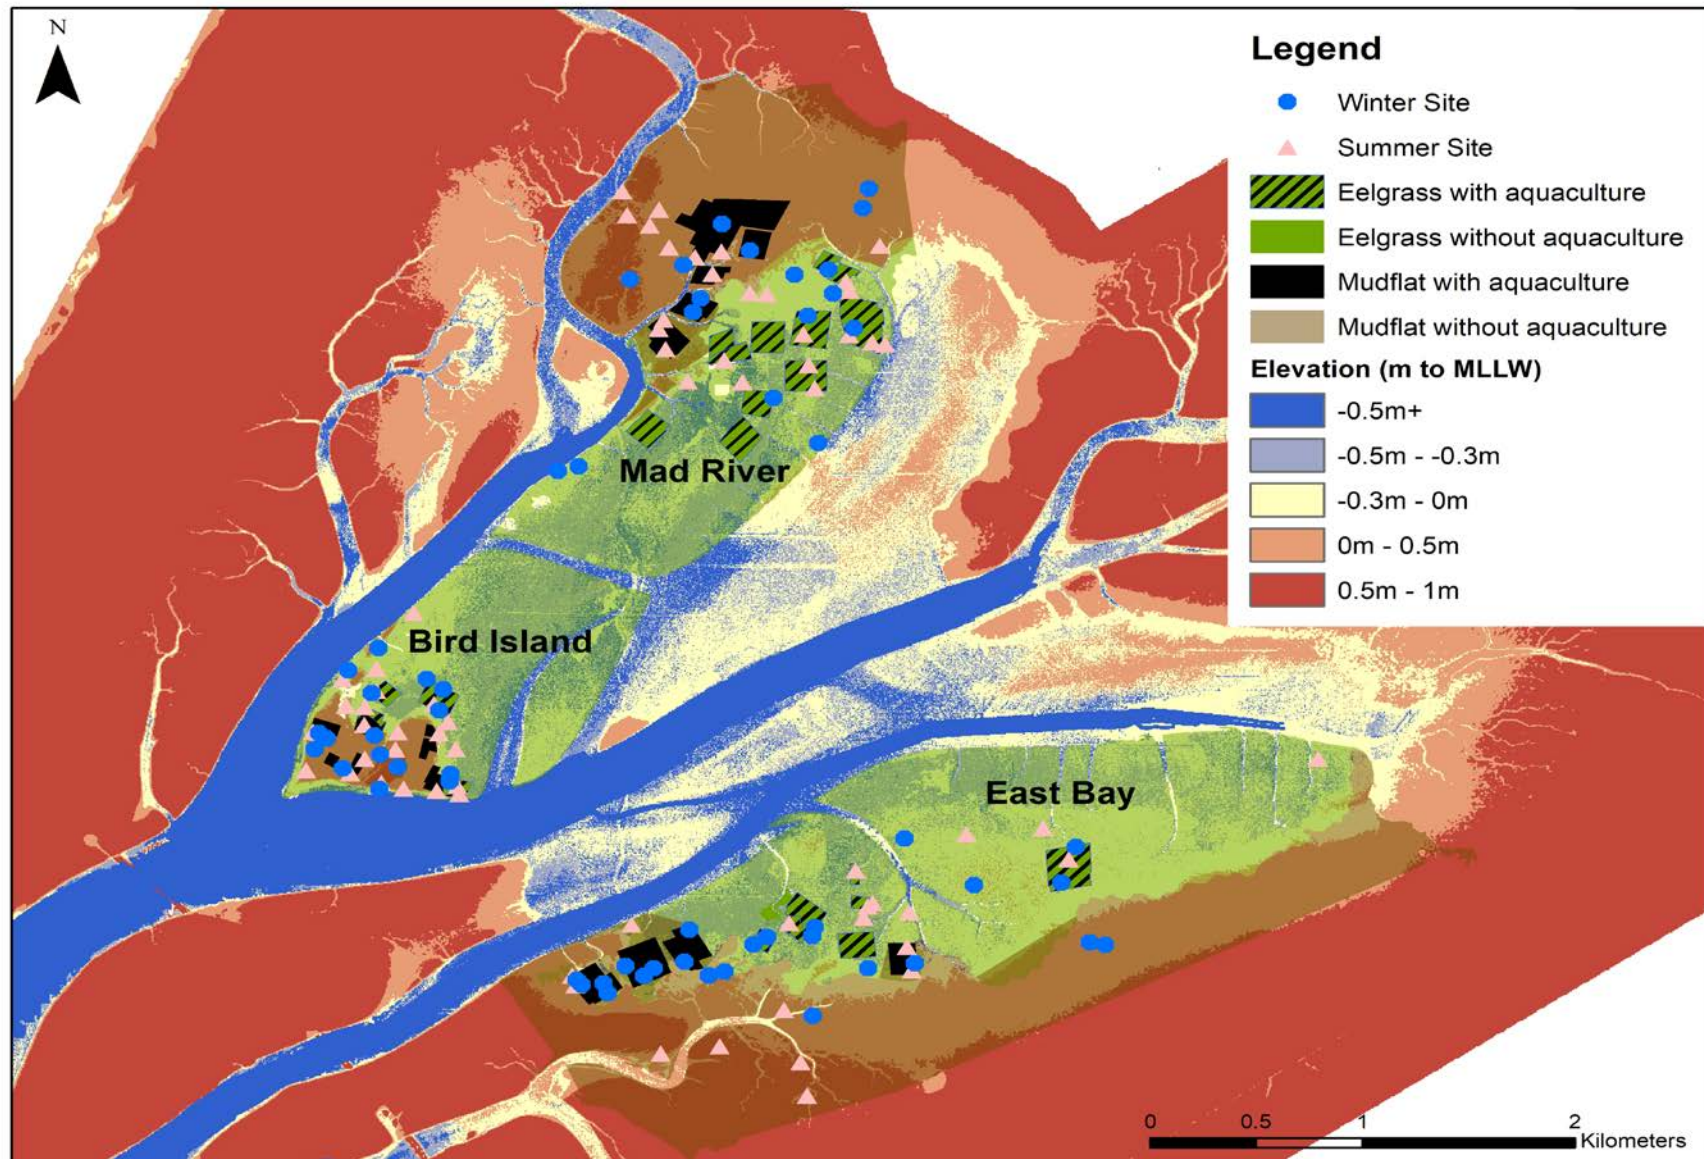 N
Legend
Winter Site
Summer Site
Eelgrass with aquaculture
Eelgrass without aquaculture
Mudflat with aquaculture
Mudflat without aquaculture
Elevation (m to MLLW)
-0.5m+
-0.5m - -0.3m
-0.3m - 0m
0m - 0.5m
0.5m - 1m
Mad River
Bird Island
East Bay
0 0.5 1 2
Kilometers